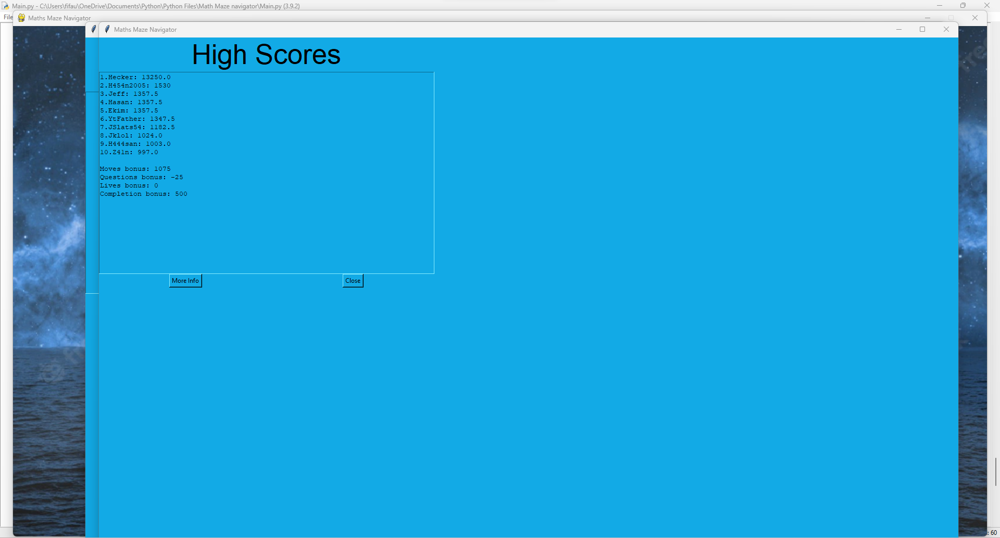 Main.py - C:\Users\fifau\OneDrive\Documents\Python\Python Files\Math Maze navigator\Main.py (3.9.2)
File
Maths Maze Navigator
Maths Maze Navigator
High Scores
1.Hecker: 13250.0
2.H454n2005: 1530
3.Jeff: 1357.5
4.Hasan: 1357.5
5.Ekim: 1357.5
6.YtFather: 1347.5
7.JSlats54: 1182.5
8.Jklol: 1024.0
9.H444san: 1003.0
10.Z41n: 997.0
Moves bonus: 1075
Questions bonus: -25
Lives bonus: 0
Completion bonus: 500
More Info
Close
: 60